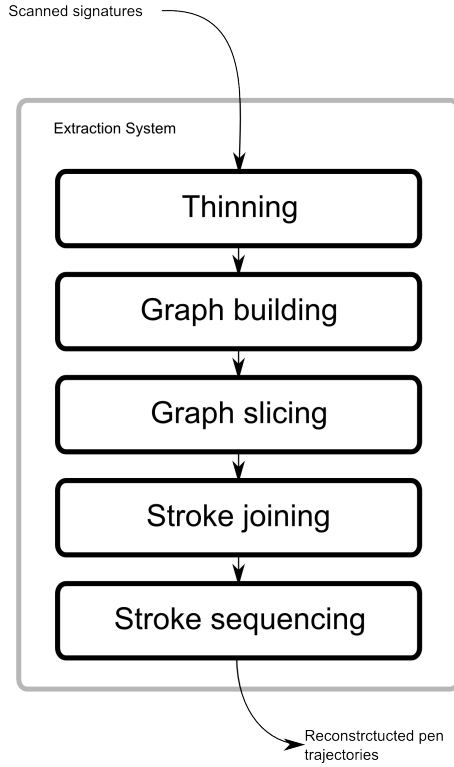 Scanned signatures
Extraction System
Thinning
Graph building
Graph slicing
Stroke joining
Stroke sequencing
Reconstrctucted pen
trajectories